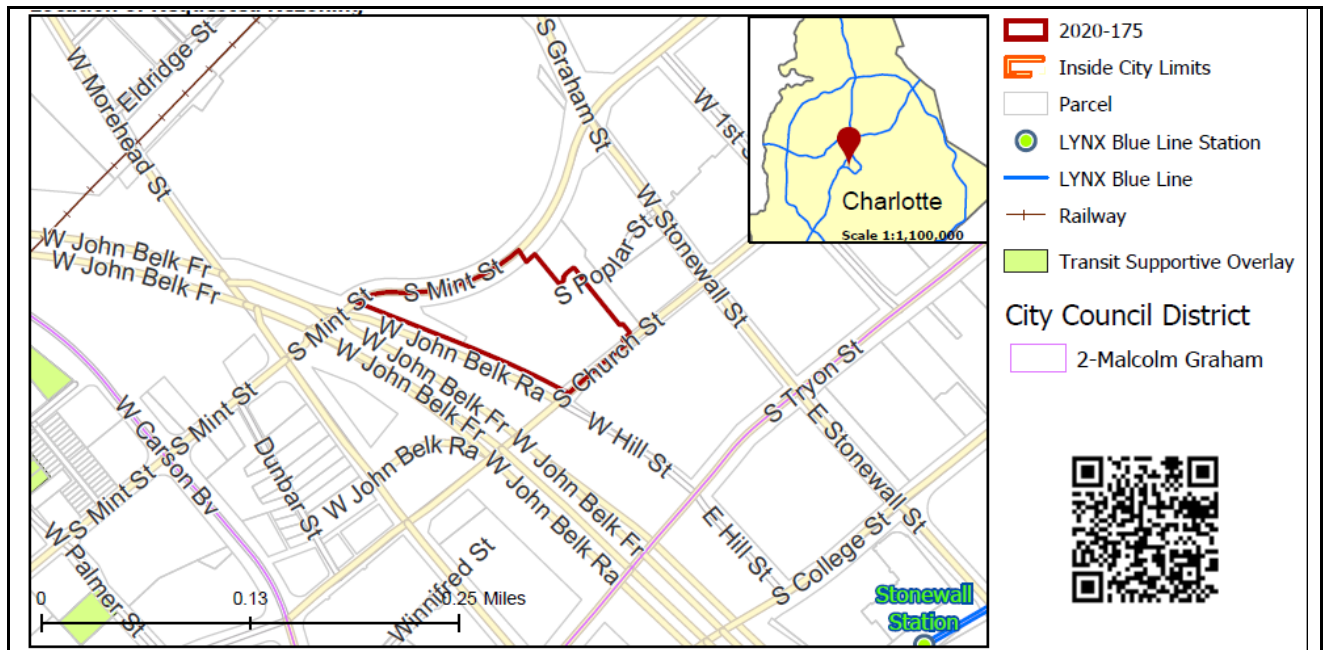 Location of Requested Rezoning
Eldridge St
W Morehead St
S Graham St
W 1st S
W Stonewall St
S Poplar St
S Mint St
W John Belk Fr
W John Belk Fr
S Mint St
S Mint St
W John Belk Ra
W John Belk Fr
W John Belk Fr
S Church St
S Tryon St
E Stonewall St
W Hill St
W Carson Bv
S Mint St
S Mint St
Dunbar St
W John Belk Ra
W John Belk Fr
W John Belk Ra
E Hill St
S College St
W Palmer St
Winnifred St
Stonewall
Station
0
0.13
0.25 Miles
Charlotte
Scale 1:1,100,000
2020-175
Inside City Limits
Parcel
LYNX Blue Line Station
LYNX Blue Line
Railway
Transit Supportive Overlay
City Council District
2-Malcolm Graham